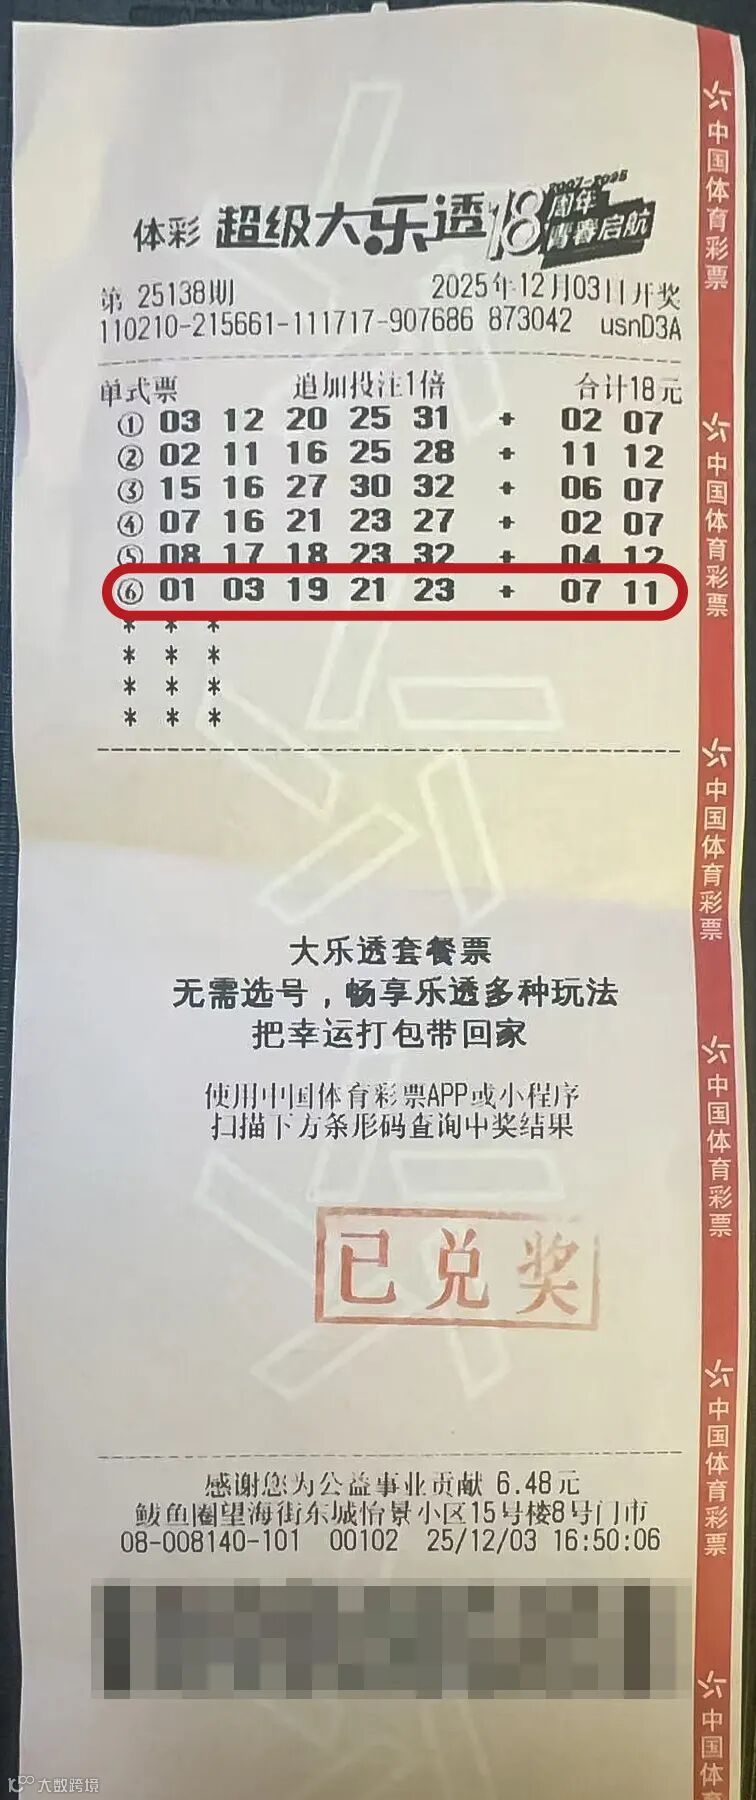 体彩 超级大乐透 18周年 青春启航 2007-2025
第 25138期 2025年12月03日开奖
110210-215661-111717-907686 873042 usnD3A
单式票 追加投注1倍 合计18元
① 03 12 20 25 31 + 02 07
② 02 11 16 25 28 + 11 12
③ 15 16 27 30 32 + 06 07
④ 07 16 21 23 27 + 02 07
⑤ 08 17 18 23 32 + 04 12
⑥ 01 03 19 21 23 + 07 11
* * *
* * *
* * *
* * *
大乐透套餐票
无需选号，畅享乐透多种玩法
把幸运打包带回家
使用中国体育彩票APP或小程序
扫描下方条形码查询中奖结果
已兑奖
感谢您为公益事业贡献 6.48元
鲅鱼圈望海街东城怡景小区15号楼8号门市
08-008140-101 00102 25/12/03 16:50:06
中国体育彩票
中国体育彩票
中国体育彩票
中国体育彩票
中国体育彩票
中国体育
大数跨境